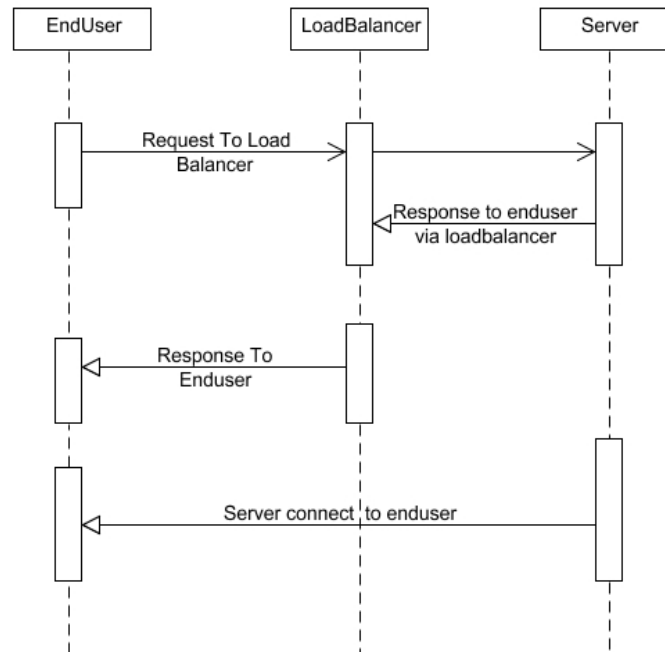 EndUser
LoadBalancer
Server
Request To Load
Balancer
Response to enduser
via loadbalancer
Response To
Enduser
Server connect to enduser